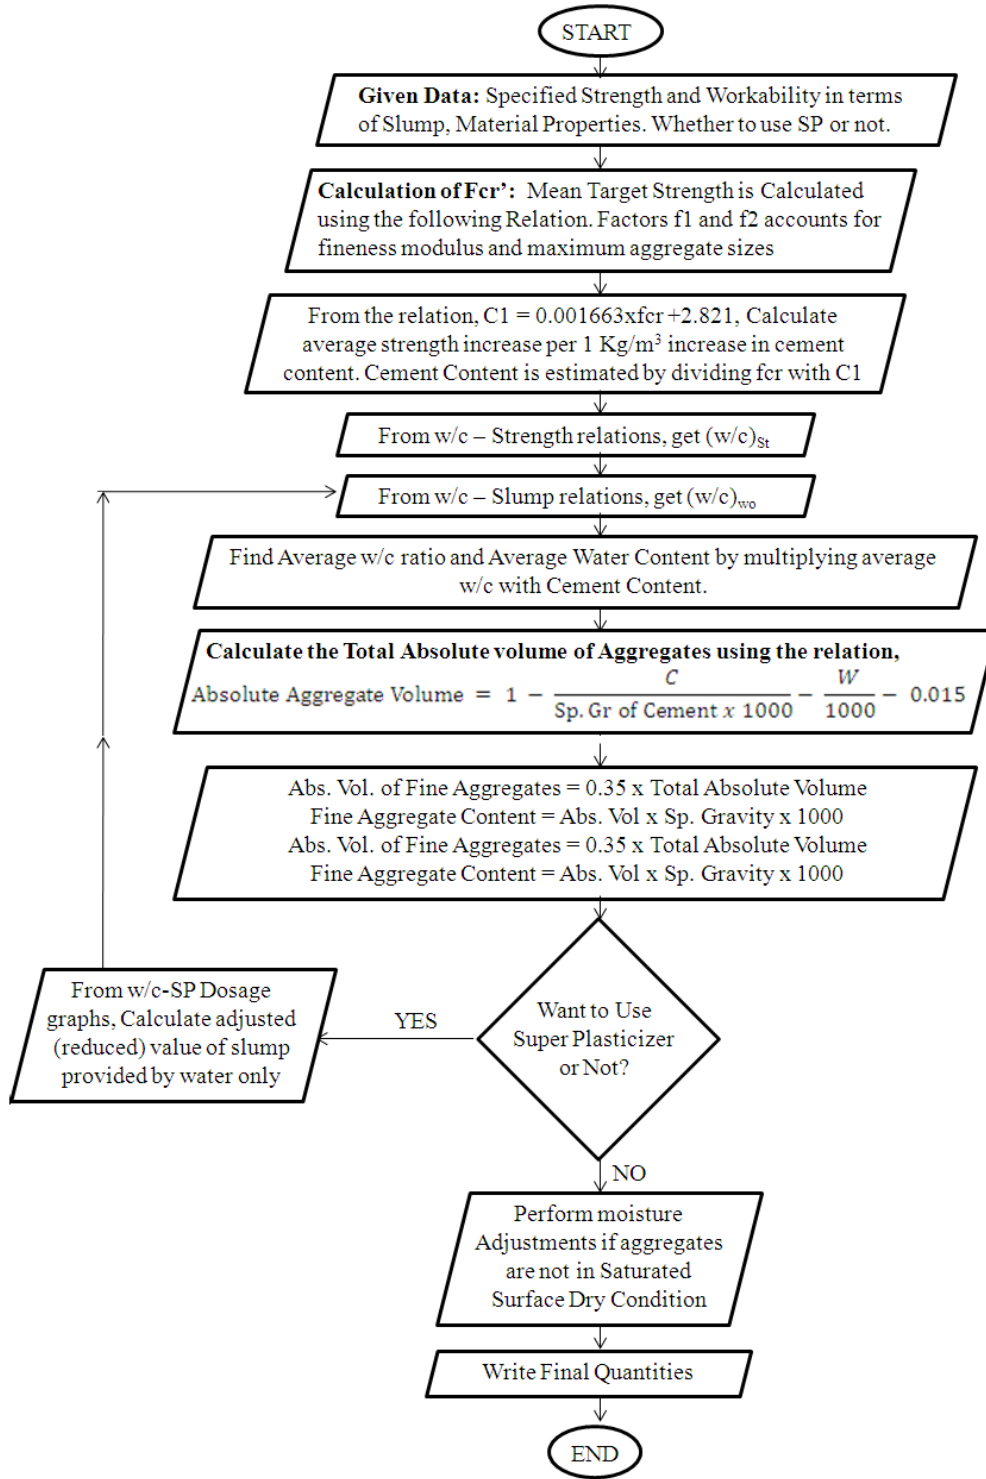 START
Given Data: Specified Strength and Workability in terms
of Slump, Material Properties. Whether to use SP or not.
Calculation of Fcr’: Mean Target Strength is Calculated
using the following Relation. Factors f1 and f2 accounts for
fineness modulus and maximum aggregate sizes
From the relation, C1 = 0.001663xfcr+2.821, Calculate
average strength increase per 1 Kg/m³ increase in cement
content. Cement Content is estimated by dividing fcr with C1
From w/c – Strength relations, get (w/c)St
From w/c – Slump relations, get (w/c)wo
Find Average w/c ratio and Average Water Content by multiplying average
w/c with Cement Content.
Calculate the Total Absolute volume of Aggregates using the relation,
Absolute Aggregate Volume = 1 − C / (Sp. Gr of Cement x 1000) − W / 1000 − 0.015
Abs. Vol. of Fine Aggregates = 0.35 x Total Absolute Volume
Fine Aggregate Content = Abs. Vol x Sp. Gravity x 1000
Abs. Vol. of Fine Aggregates = 0.35 x Total Absolute Volume
Fine Aggregate Content = Abs. Vol x Sp. Gravity x 1000
Want to Use
Super Plasticizer
or Not?
YES
From w/c-SP Dosage
graphs, Calculate adjusted
(reduced) value of slump
provided by water only
NO
Perform moisture
Adjustments if aggregates
are not in Saturated
Surface Dry Condition
Write Final Quantities
END